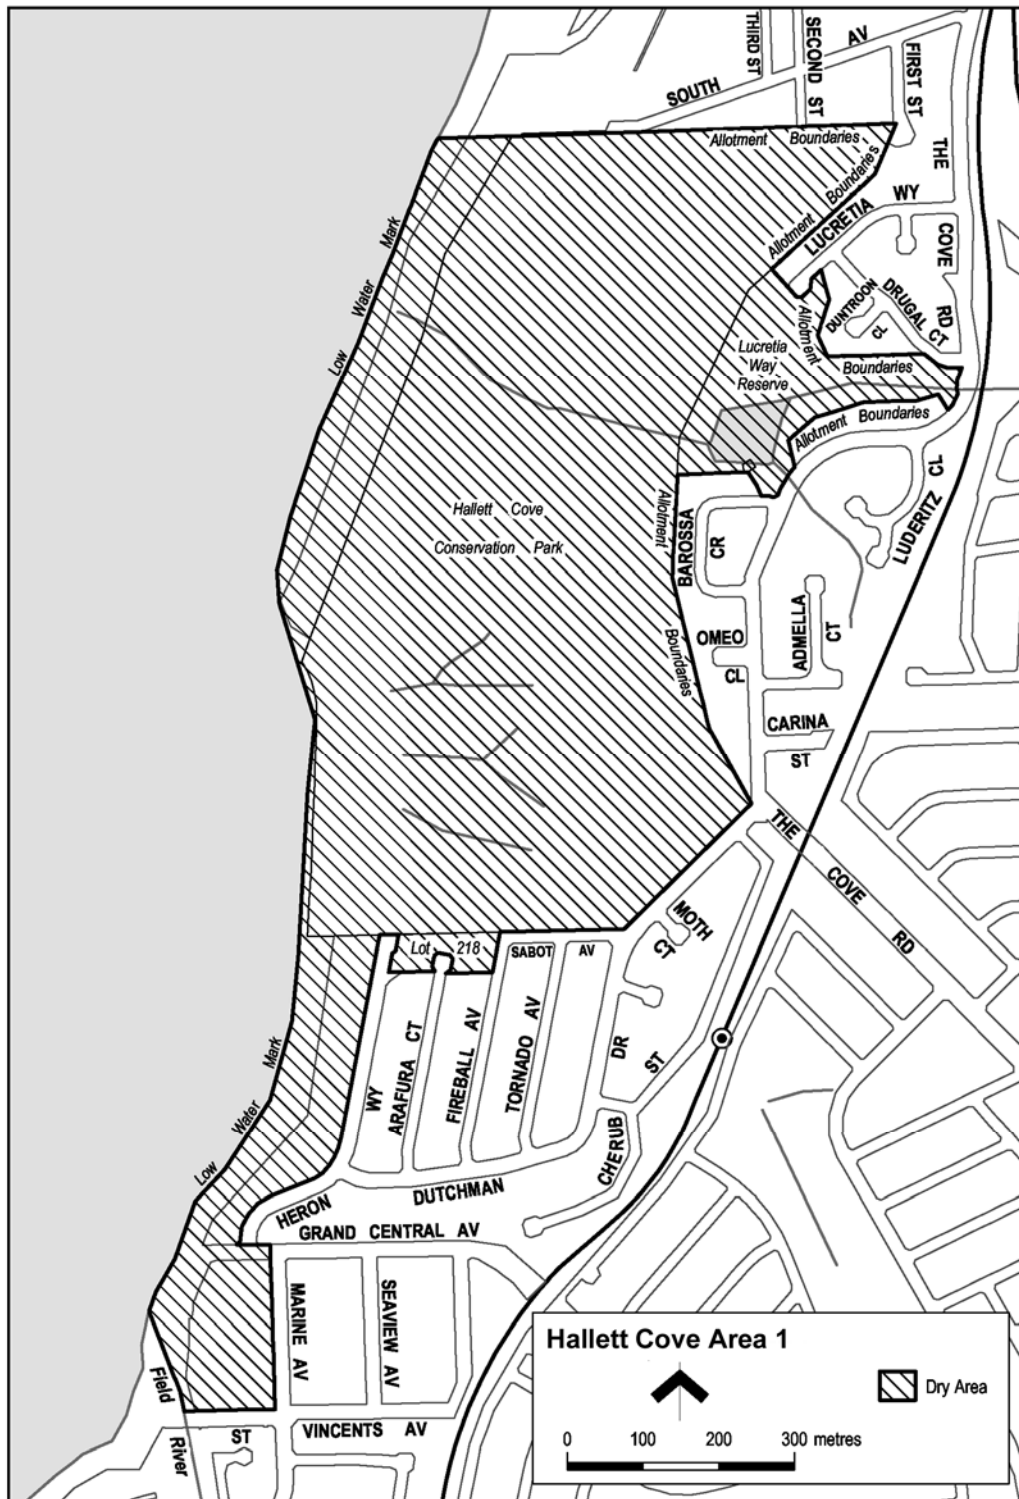 THIRD ST
SECOND ST
AV
FIRST ST
SOUTH
Allotment Boundaries
THE
COVE
RD
Allotment Boundaries
LUCRETIA
WY
Low Water Mark
DUNTROON
CL
DRUGAL CT
Allotment
Boundaries
Lucretia
Way
Reserve
Allotment Boundaries
CL
LUDERITZ
Hallett Cove
Conservation Park
Allotment
Boundaries
BAROSSA
CR
OMEO
CL
ADMELLA
CT
CARINA
ST
THE
COVE
RD
MOTH
CT
Lot 218
SABOT AV
WY
ARAFURA CT
FIREBALL AV
TORNADO AV
DR
ST
CHERUB
Low Water Mark
HERON
DUTCHMAN
GRAND CENTRAL AV
MARINE AV
SEAVIEW AV
Field
River
ST
VINCENTS AV
Hallett Cove Area 1
Dry Area
0 100 200 300 metres